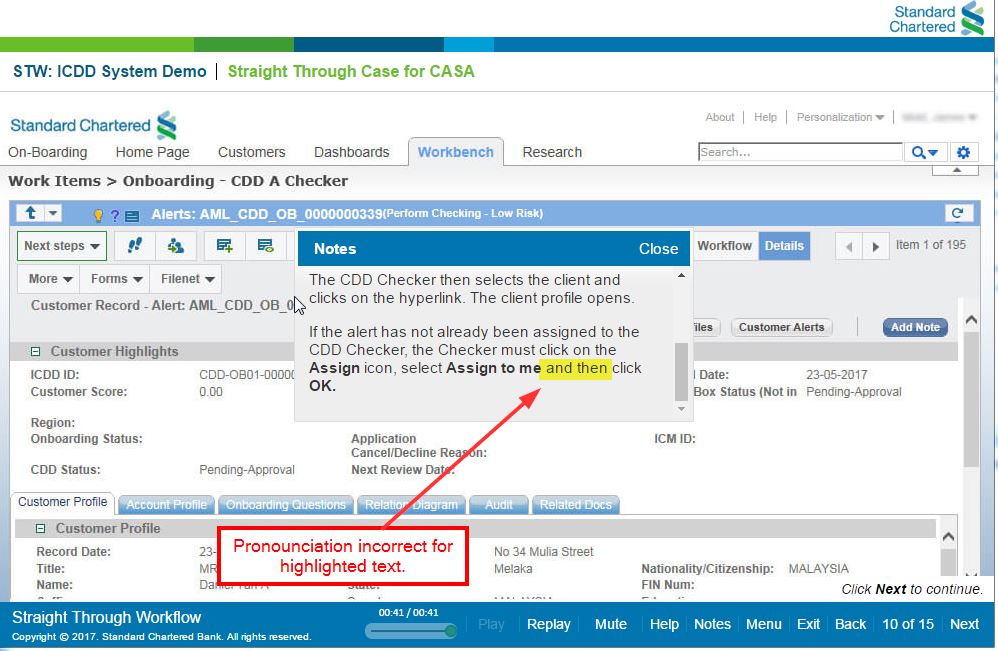 Standard
Chartered
STW: ICDD System Demo | Straight Through Case for CASA
Standard Chartered
About | Help | Personalization
On-Boarding Home Page Customers Dashboards Workbench Research
Search...
Work Items > Onboarding - CDD A Checker
? Alerts: AML_CDD_OB_0000000339(Perform Checking - Low Risk)
Next steps Workflow Details Item 1 of 195
Notes Close
More Forms Filenet
The CDD Checker then selects the client and
clicks on the hyperlink. The client profile opens.
Customer Record - Alert: AML_CDD_OB_0
If the alert has not already been assigned to the
CDD Checker, the Checker must click on the
Assign icon, select Assign to me and then click
OK.
Customer Alerts Add Note
Customer Highlights
ICDD ID: CDD-OB01-0000 Date: 23-05-2017
Customer Score: 0.00 Box Status (Not in Pending-Approval
Region:
Onboarding Status: Application
Cancel/Decline Reason: ICM ID:
CDD Status: Pending-Approval Next Review Date:
Customer Profile Account Profile Onboarding Questions Relation Diagram Audit Related Docs
Customer Profile
Pronounciation incorrect for
highlighted text.
Record Date: 23- No 34 Mulia Street
Title: MR Melaka Nationality/Citizenship: MALAYSIA
Name: FIN Num:
Click Next to continue.
Straight Through Workflow
Copyright © 2017. Standard Chartered Bank. All rights reserved.
00:41 / 00:41
Play Replay Mute Help Notes Menu Exit Back 10 of 15 Next